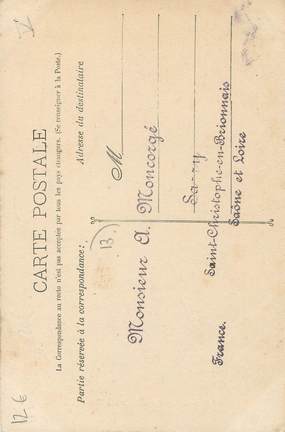 CARTE POSTALE
La Correspondance au recto n'est pas acceptée par tous les pays étrangers. (Se renseigner à la Poste.)
Partie réservée à la correspondance:
Adresse du destinataire
M
Monsieur A. Moncorgé
Saint-Christophe-en-Brionnais
Saône et Loire
France.
13
12€